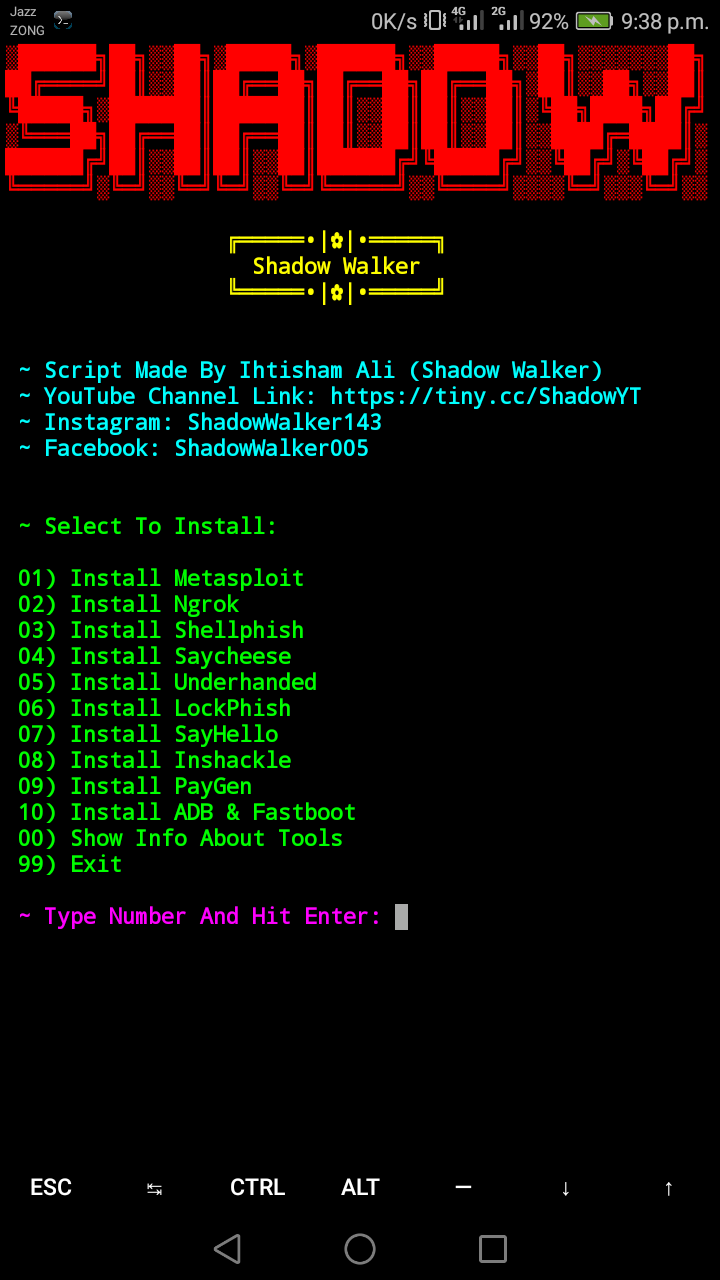 Jazz
ZONG
0K/s 4G 2G 92% 9:38 p.m.
SHADOW
╔══════•|✿|•══════╗
Shadow Walker
╚══════•|✿|•══════╝
~ Script Made By Ihtisham Ali (Shadow Walker)
~ YouTube Channel Link: https://tiny.cc/ShadowYT
~ Instagram: ShadowWalker143
~ Facebook: ShadowWalker005
~ Select To Install:
01) Install Metasploit
02) Install Ngrok
03) Install Shellphish
04) Install Saycheese
05) Install Underhanded
06) Install LockPhish
07) Install SayHello
08) Install Inshackle
09) Install PayGen
10) Install ADB & Fastboot
00) Show Info About Tools
99) Exit
~ Type Number And Hit Enter:
ESC ↹ CTRL ALT — ↓ ↑